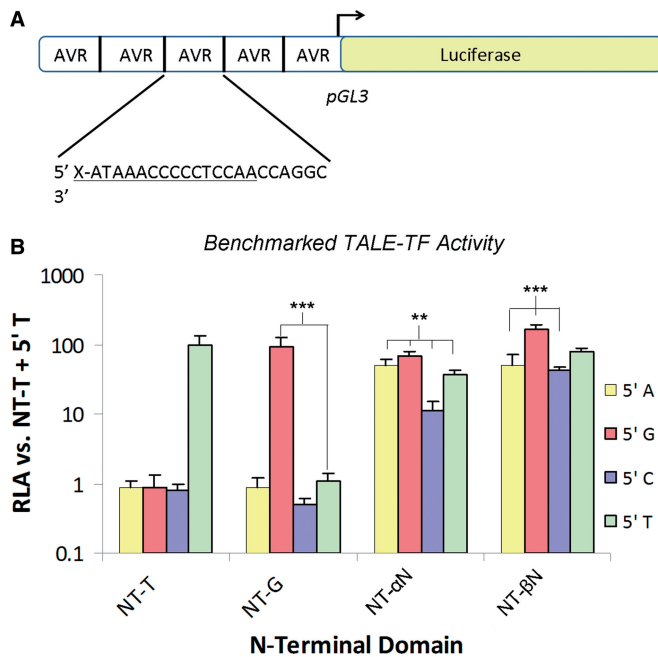 A
AVR AVR AVR AVR AVR Luciferase
pGL3
5’ X-ATAAACCCCCTCCAACCAGGC
3’
B
Benchmarked TALE-TF Activity
RLA vs. NT-T + 5' T
1000
100
10
1
0.1
***
**
***
5' A
5' G
5' C
5' T
NT-T
NT-G
NT-αN
NT-βN
N-Terminal Domain